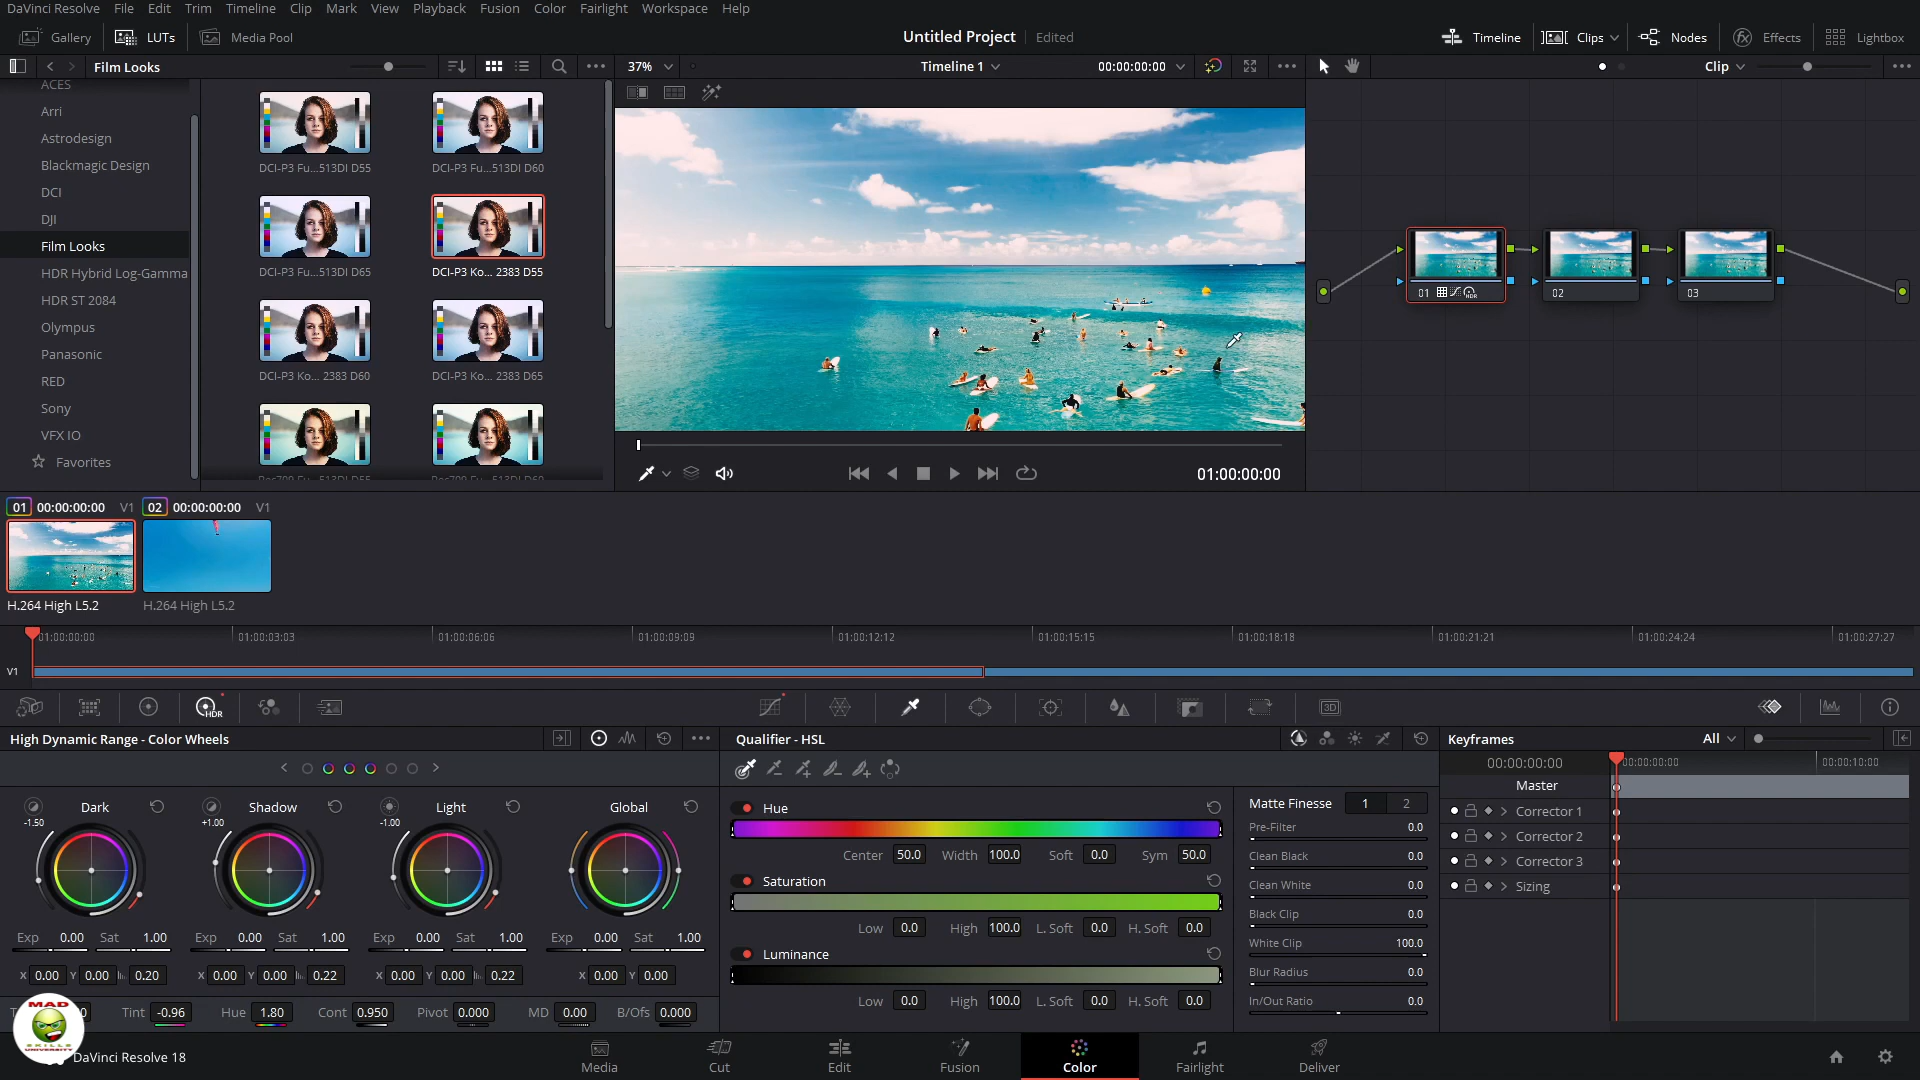 DaVinci Resolve File Edit Trim Timeline Clip Mark View Playback Fusion Color Fairlight Workspace Help
Gallery LUTs Media Pool Untitled Project Edited Timeline Clips Nodes Effects Lightbox
Film Looks 37% Timeline 1 00:00:00:00 Clip
ACES
Arri
Astrodesign
Blackmagic Design
DCI
DJI
Film Looks
HDR Hybrid Log-Gamma
HDR ST 2084
Olympus
Panasonic
RED
Sony
VFX IO
Favorites
DCI-P3 Fu...513DI D55 DCI-P3 Fu...513DI D60
DCI-P3 Fu...513DI D65 DCI-P3 Ko... 2383 D55
DCI-P3 Ko... 2383 D60 DCI-P3 Ko... 2383 D65
01:00:00:00
01 HDR 02 03
01 00:00:00:00 V1 02 00:00:00:00 V1
H.264 High L5.2 H.264 High L5.2
01:00:00:00 01:00:03:03 01:00:06:06 01:00:09:09 01:00:12:12 01:00:15:15 01:00:18:18 01:00:21:21 01:00:24:24 01:00:27:27
V1
HDR 3D
High Dynamic Range - Color Wheels
Dark Shadow Light Global
-1.50 +1.00 -1.00
Exp 0.00 Sat 1.00 Exp 0.00 Sat 1.00 Exp 0.00 Sat 1.00 Exp 0.00 Sat 1.00
X 0.00 Y 0.00 0.20 X 0.00 Y 0.00 0.22 X 0.00 Y 0.00 0.22 X 0.00 Y 0.00
Tint -0.96 Hue 1.80 Cont 0.950 Pivot 0.000 MD 0.00 B/Ofs 0.000
Qualifier - HSL
Hue
Center 50.0 Width 100.0 Soft 0.0 Sym 50.0
Saturation
Low 0.0 High 100.0 L. Soft 0.0 H. Soft 0.0
Luminance
Low 0.0 High 100.0 L. Soft 0.0 H. Soft 0.0
Matte Finesse 1 2
Pre-Filter 0.0
Clean Black 0.0
Clean White 0.0
Black Clip 0.0
White Clip 100.0
Blur Radius 0.0
In/Out Ratio 0.0
Keyframes All
00:00:00:00 00:00:00:00 00:00:10:00
Master
Corrector 1
Corrector 2
Corrector 3
Sizing
MAD
SKILLS
UNIVERSITY
DaVinci Resolve 18
Media Cut Edit Fusion Color Fairlight Deliver